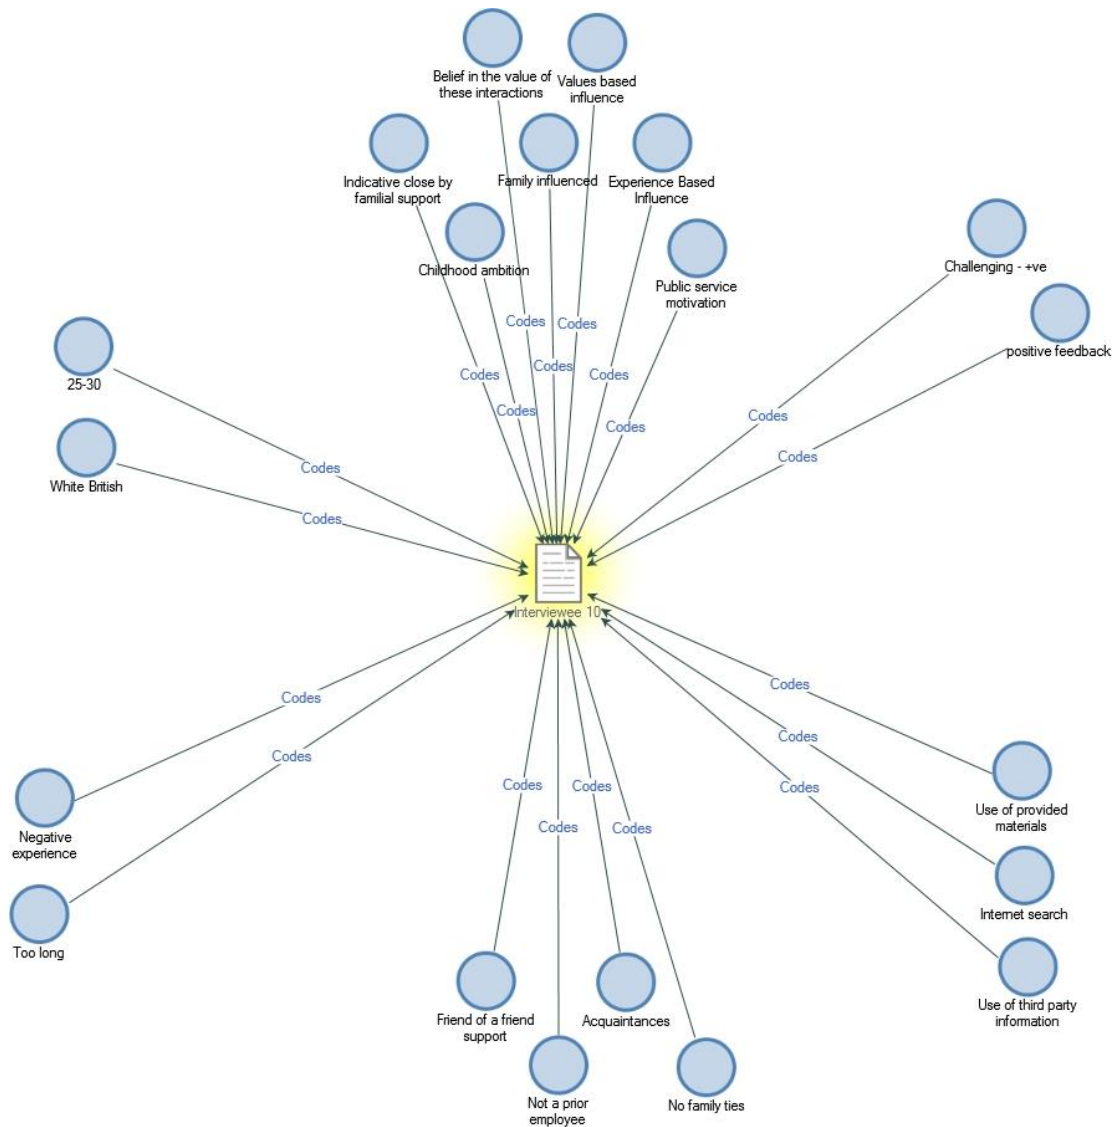 Belief in the value of
these interactions
Values based
influence
Indicative close by
familial support
Family influenced
Experience Based
Influence
Childhood ambition
Public service
motivation
Challenging - +ve
positive feedback
25-30
White British
Codes
Codes
Codes
Codes
Codes
Codes
Codes
Codes
Codes
Codes
Codes
Interviewee 10
Codes
Codes
Codes
Codes
Codes
Codes
Codes
Codes
Codes
Negative
experience
Too long
Use of provided
materials
Internet search
Use of third party
information
Friend of a friend
support
Acquaintances
Not a prior
employee
No family ties